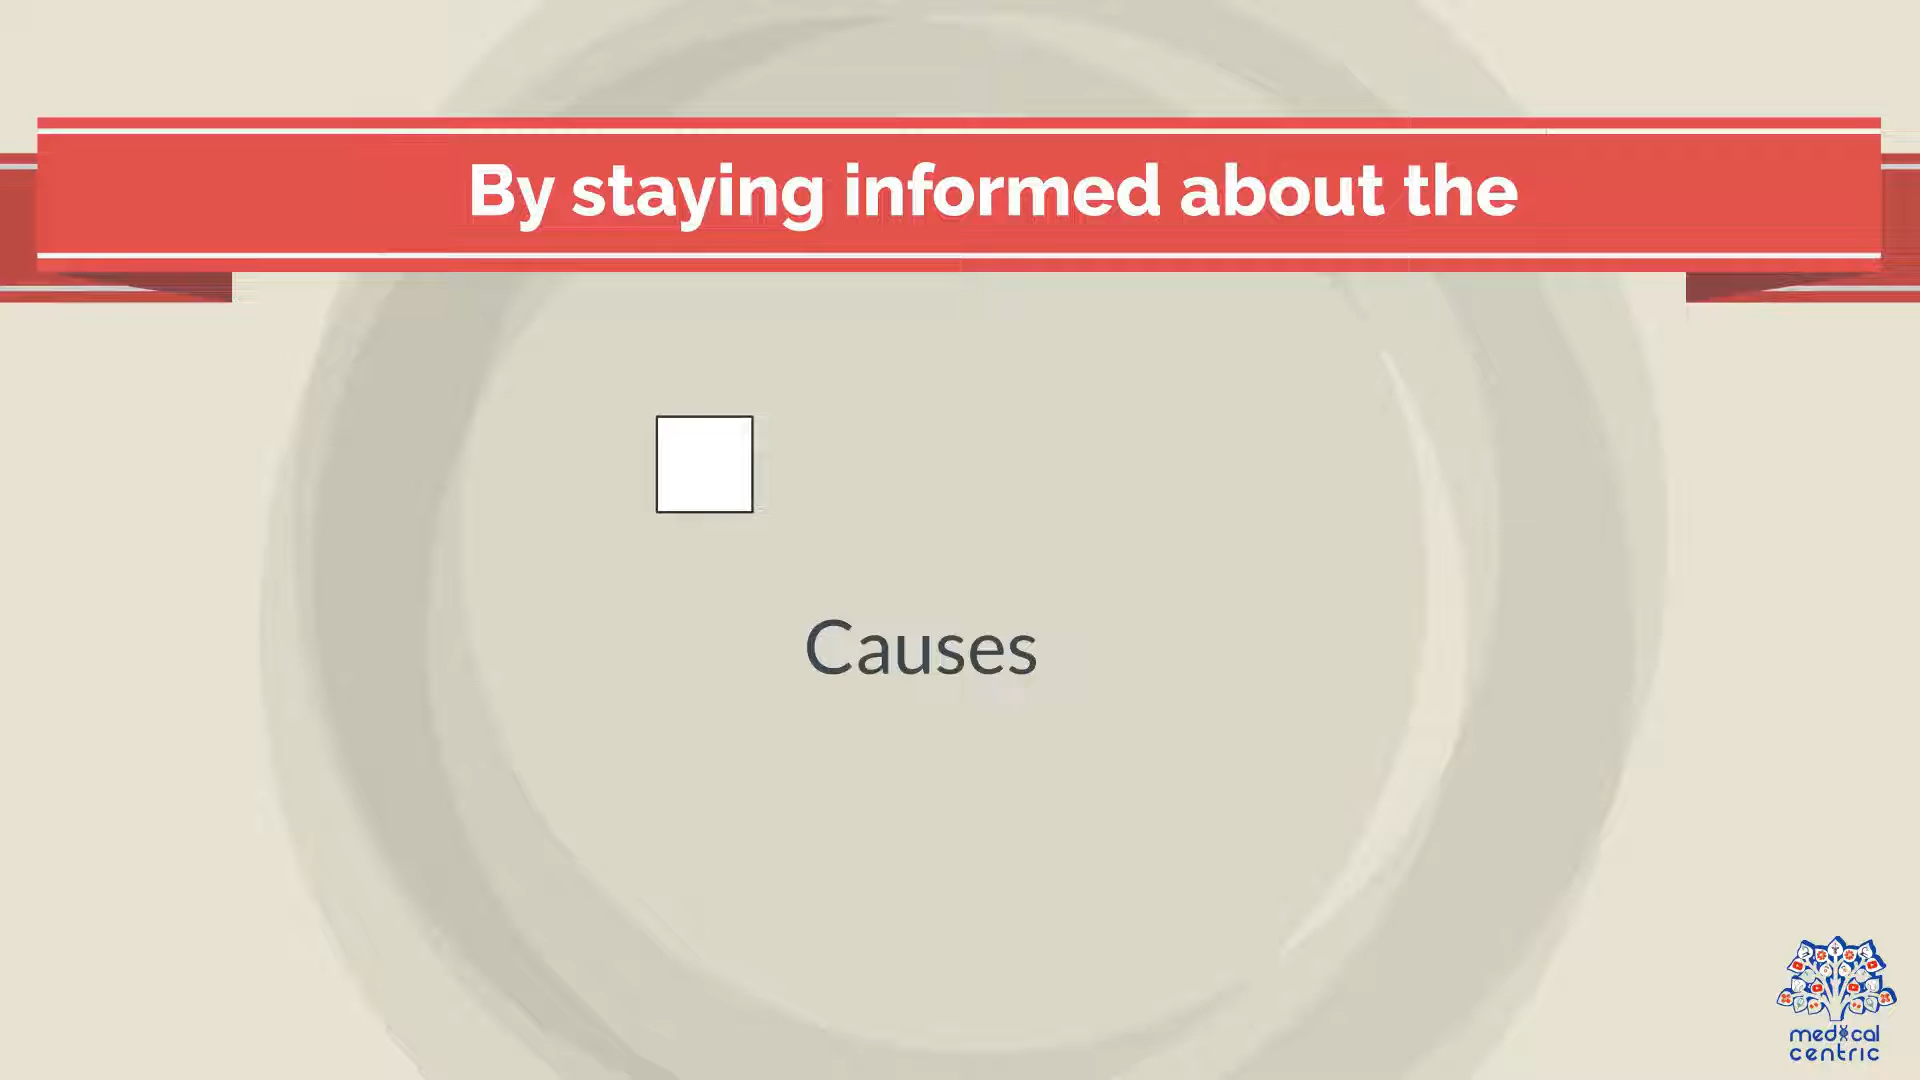 By staying informed about the
Causes
medical
centric